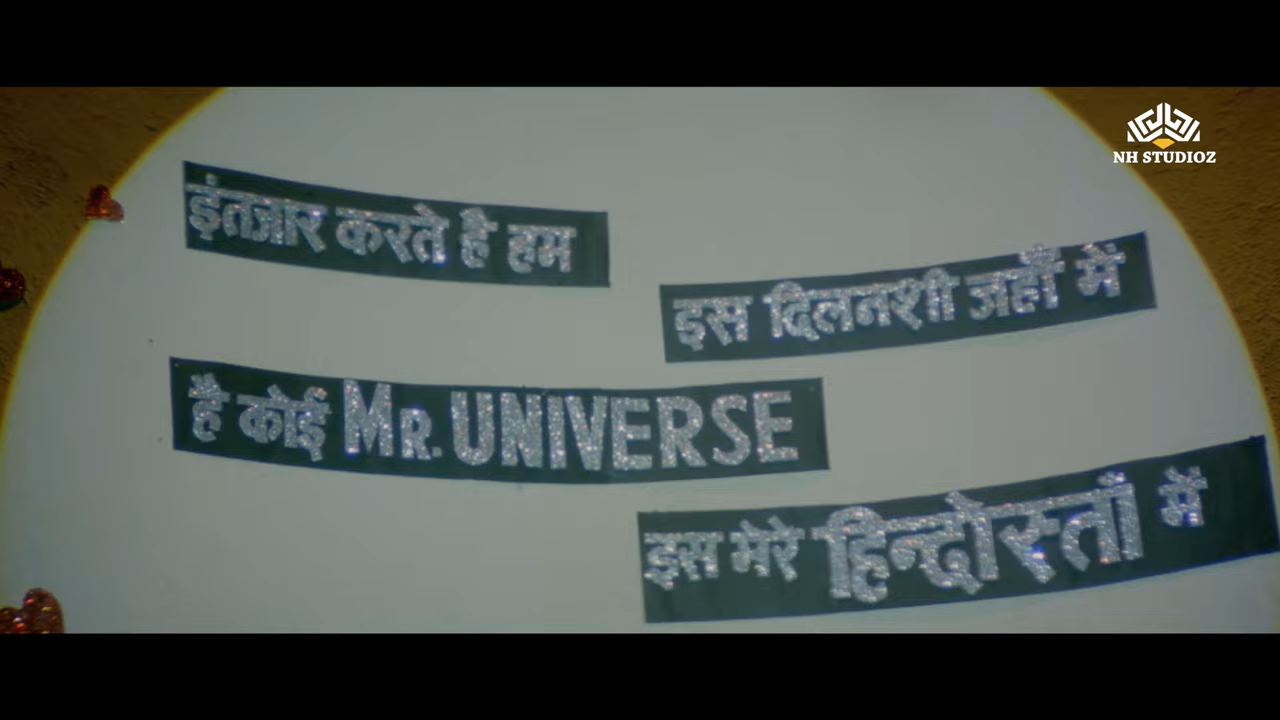 NH STUDIOZ
इंतजार करते है हम
इस दिलनशी जहाँ में
है कोई MR. UNIVERSE
इस मेरे हिन्दोस्ताँ में